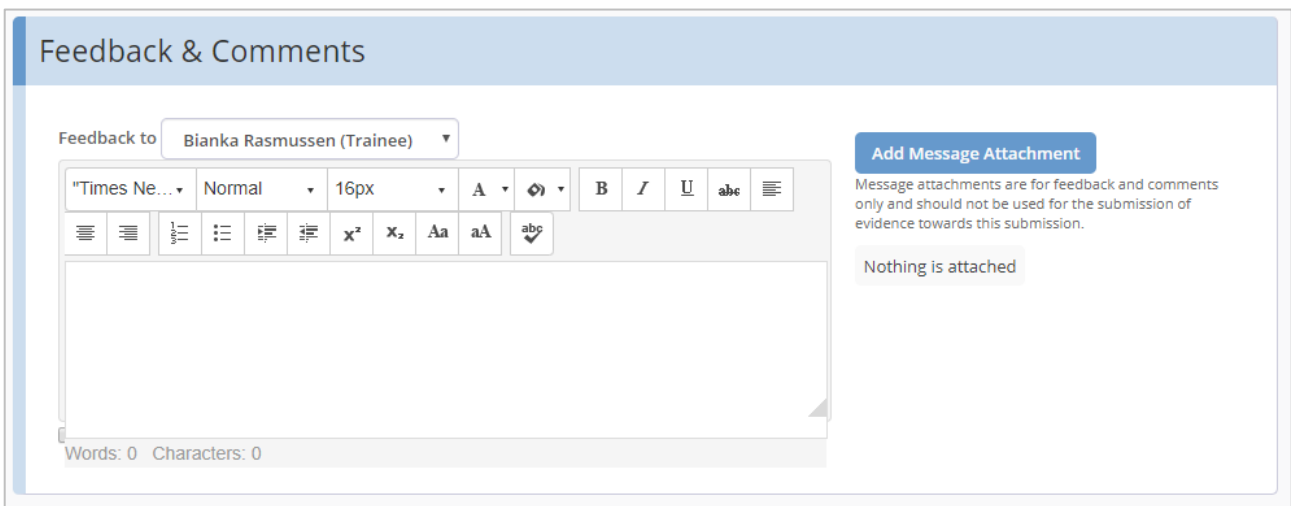 Feedback & Comments
Feedback to Bianka Rasmussen (Trainee)
"Times Ne... Normal 16px A B I U abc
x² x₂ Aa aA abc
Words: 0 Characters: 0
Add Message Attachment
Message attachments are for feedback and comments
only and should not be used for the submission of
evidence towards this submission.
Nothing is attached